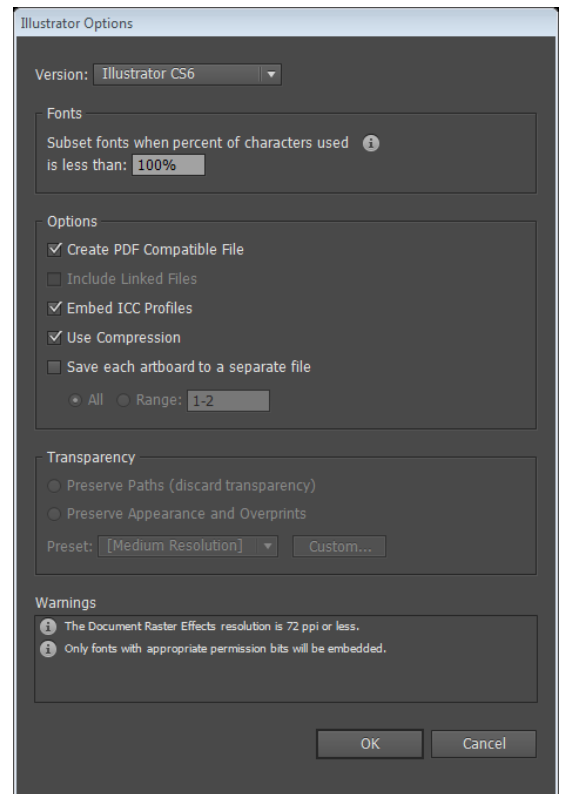 Illustrator Options
Version: Illustrator CS6
Fonts
Subset fonts when percent of characters used
is less than: 100%
Options
Create PDF Compatible File
Include Linked Files
Embed ICC Profiles
Use Compression
Save each artboard to a separate file
All Range: 1-2
Transparency
Preserve Paths (discard transparency)
Preserve Appearance and Overprints
Preset: [Medium Resolution] Custom...
Warnings
The Document Raster Effects resolution is 72 ppi or less.
Only fonts with appropriate permission bits will be embedded.
OK Cancel